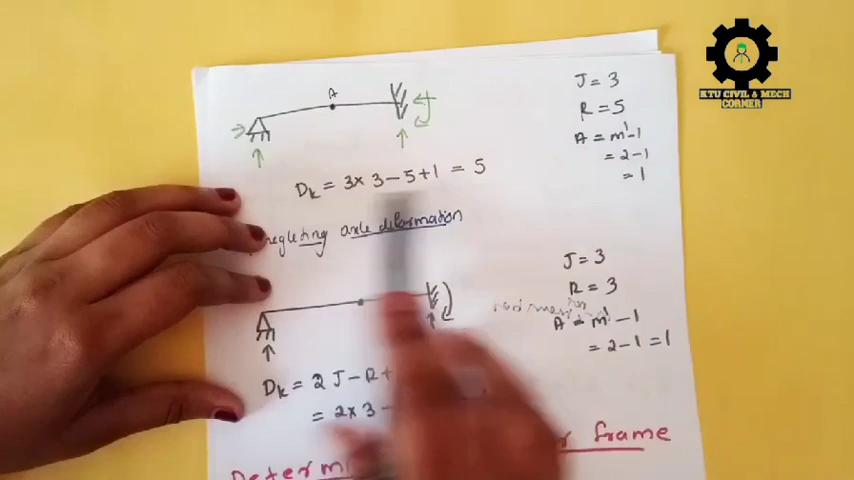 KTU CIVIL & MECH
CORNER
A
J = 3
R = 5
A = m'-1
= 2-1
= 1
Dk = 3x 3-5+1 = 5
negleting axle deformation
J = 3
R = 3
A = m'-1
= 2-1 = 1
Dk = 2 J - R +
= 2x 3 -
frame